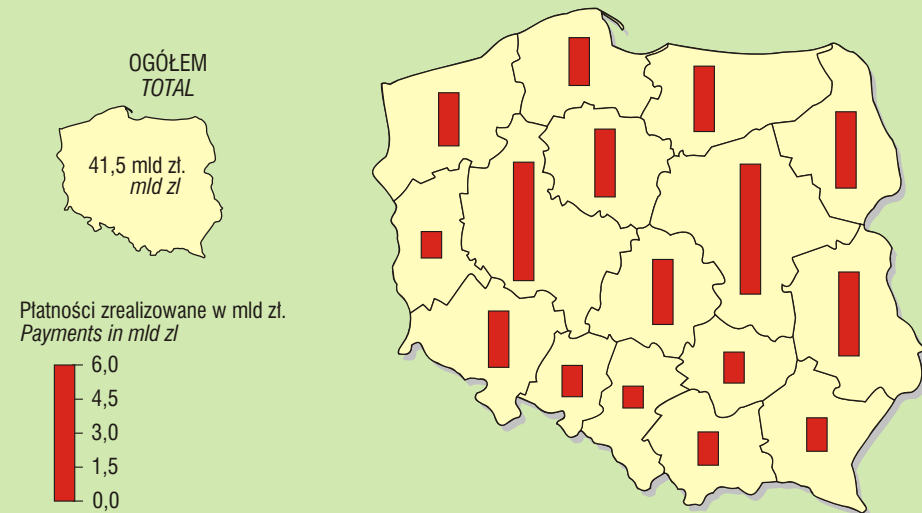 OGÓŁEM
TOTAL
41,5 mld zł.
mld zl
Płatności zrealizowane w mld zł.
Payments in mld zl
6,0
4,5
3,0
1,5
0,0